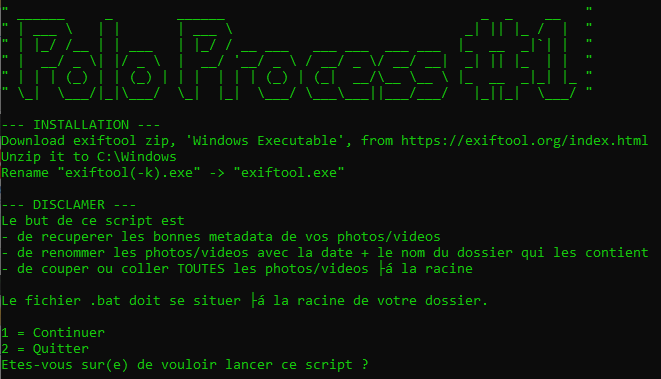 Polo Process #1
--- INSTALLATION ---
Download exiftool zip, 'Windows Executable', from https://exiftool.org/index.html
Unzip it to C:\Windows
Rename "exiftool(-k).exe" -> "exiftool.exe"
--- DISCLAMER ---
Le but de ce script est
- de recuperer les bonnes metadata de vos photos/videos
- de renommer les photos/videos avec la date + le nom du dossier qui les contient
- de couper ou coller TOUTES les photos/videos ├á la racine
Le fichier .bat doit se situer ├á la racine de votre dossier.
1 = Continuer
2 = Quitter
Etes-vous sur(e) de vouloir lancer ce script ?